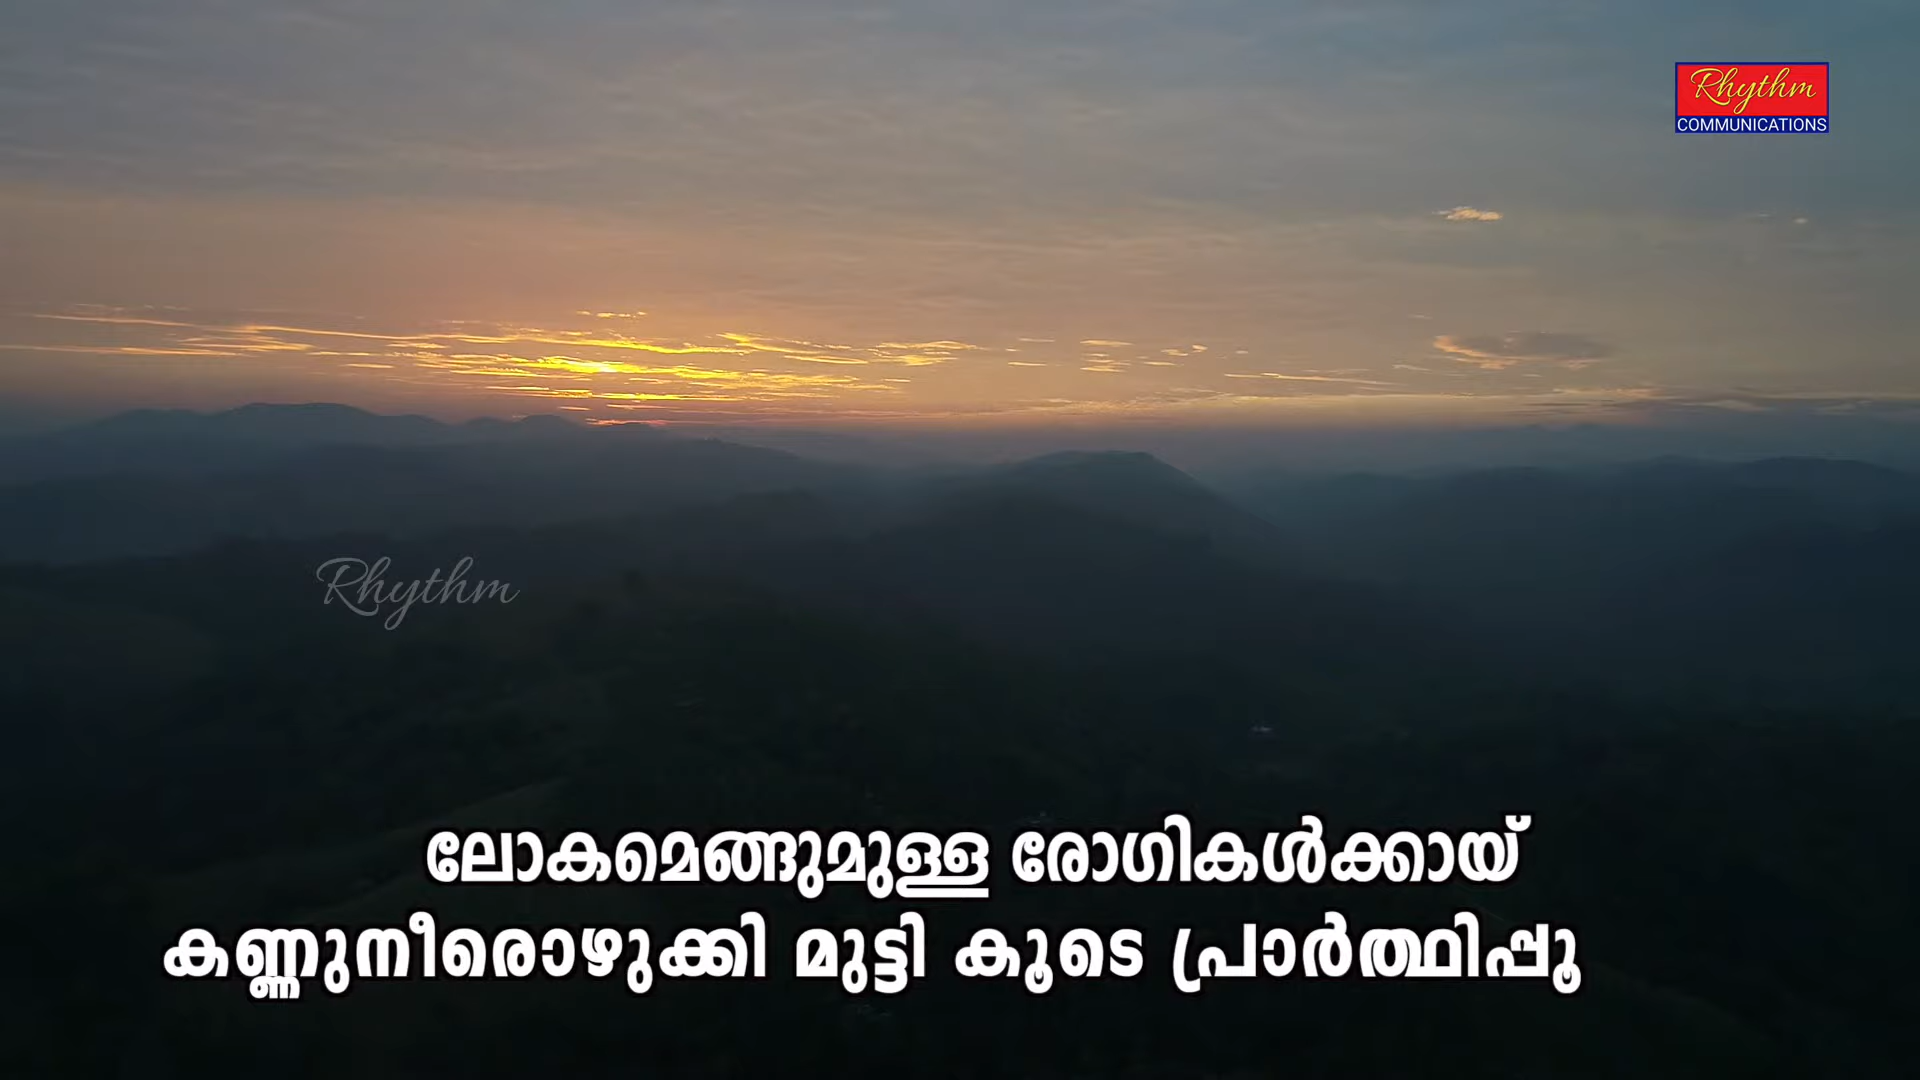 Rhythm
COMMUNICATIONS
Rhythm
ലോകമെങ്ങുമുള്ള രോഗികൾക്കായ്
കണ്ണുനീരൊഴുക്കി മുട്ടി കൂടെ പ്രാർത്ഥിപ്പൂ